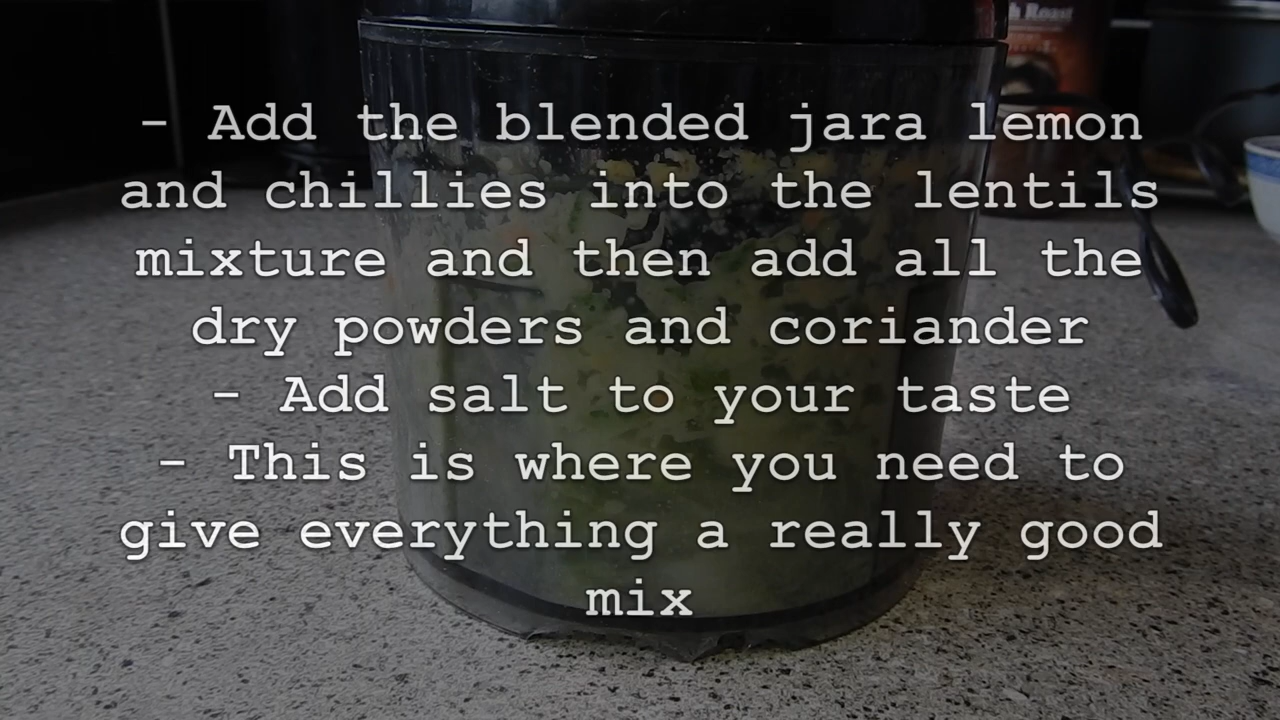 h Roast
- Add the blended jara lemon
and chillies into the lentils
mixture and then add all the
dry powders and coriander
- Add salt to your taste
- This is where you need to
give everything a really good
mix